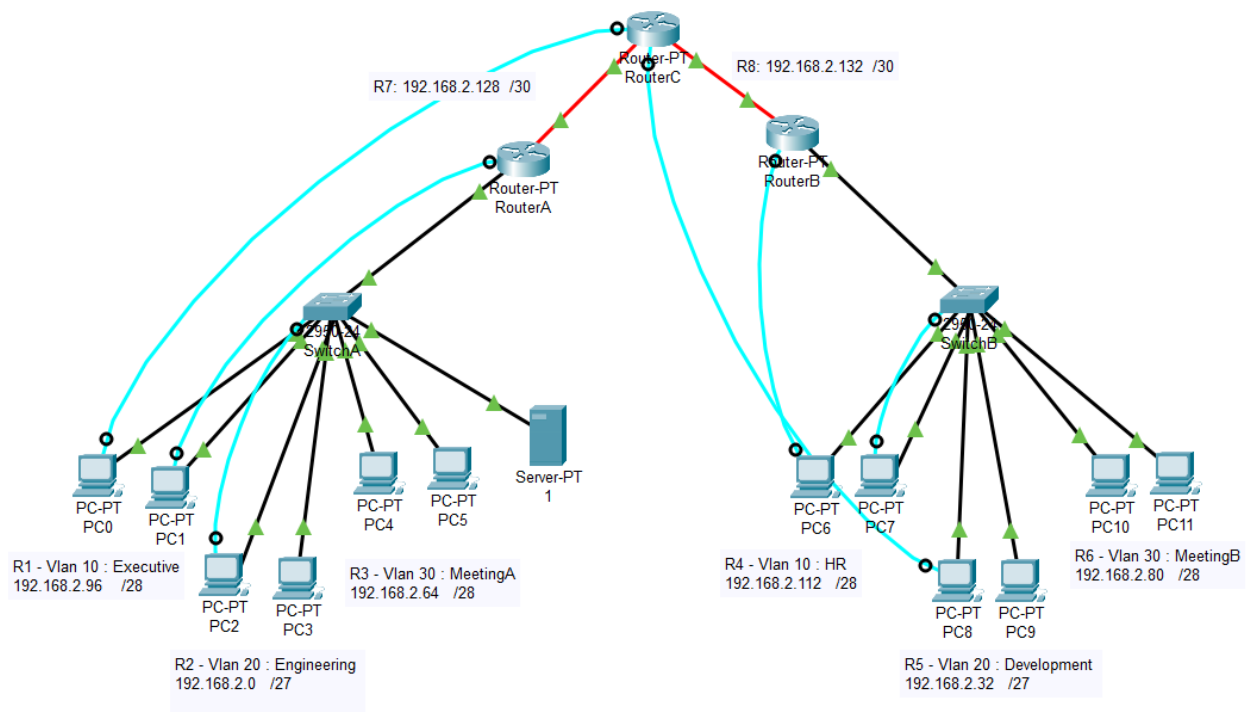 Router-PT
RouterC
R7: 192.168.2.128 /30
R8: 192.168.2.132 /30
Router-PT
RouterA
Router-PT
RouterB
2950-24
SwitchA
2950-24
SwitchB
PC-PT
PC0
PC-PT
PC1
PC-PT
PC2
PC-PT
PC3
PC-PT
PC4
PC-PT
PC5
Server-PT
1
PC-PT
PC6
PC-PT
PC7
PC-PT
PC8
PC-PT
PC9
PC-PT
PC10
PC-PT
PC11
R1 - Vlan 10 : Executive
192.168.2.96 /28
R3 - Vlan 30 : MeetingA
192.168.2.64 /28
R2 - Vlan 20 : Engineering
192.168.2.0 /27
R4 - Vlan 10 : HR
192.168.2.112 /28
R6 - Vlan 30 : MeetingB
192.168.2.80 /28
R5 - Vlan 20 : Development
192.168.2.32 /27